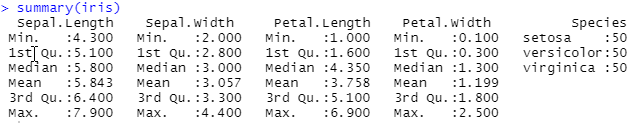 > summary(iris)
  Sepal.Length    Sepal.Width     Petal.Length    Petal.Width          Species
 Min.   :4.300   Min.   :2.000   Min.   :1.000   Min.   :0.100   setosa    :50
 1st Qu.:5.100   1st Qu.:2.800   1st Qu.:1.600   1st Qu.:0.300   versicolor:50
 Median :5.800   Median :3.000   Median :4.350   Median :1.300   virginica :50
 Mean   :5.843   Mean   :3.057   Mean   :3.758   Mean   :1.199
 3rd Qu.:6.400   3rd Qu.:3.300   3rd Qu.:5.100   3rd Qu.:1.800
 Max.   :7.900   Max.   :4.400   Max.   :6.900   Max.   :2.500